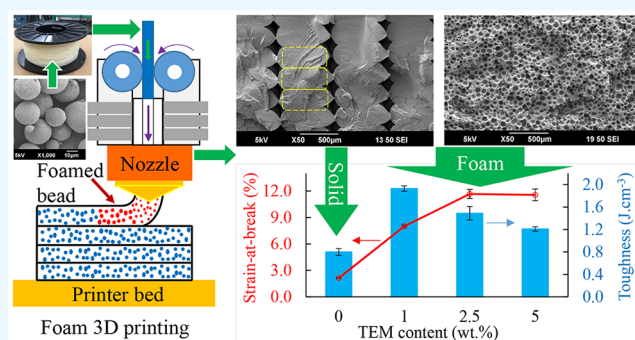 5kV X1,000 10μm
Nozzle
Foamed
bead
Printer bed
Foam 3D printing
5kV X50 500μm 13 50 SEI
5kV X50 500μm 19 50 SEI
Solid
Foam
Strain-at-break (%)
12.0
9.0
6.0
3.0
0.0
2.0
1.6
1.2
0.8
0.4
0.0
Toughness (J.cm⁻³)
0 1 2.5 5
TEM content (wt.%)